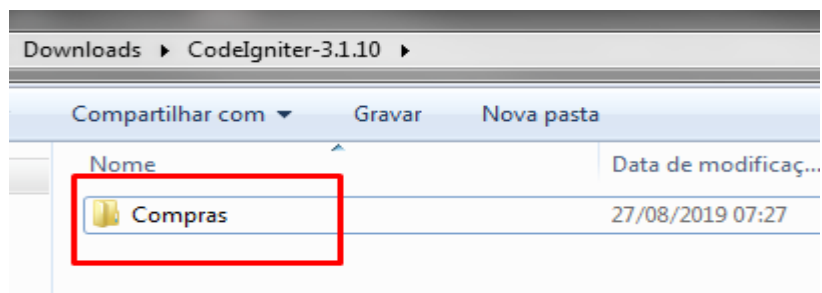 Downloads ▸ CodeIgniter-3.1.10 ▸
Compartilhar com ▼ Gravar Nova pasta
Nome Data de modificaç...
Compras 27/08/2019 07:27